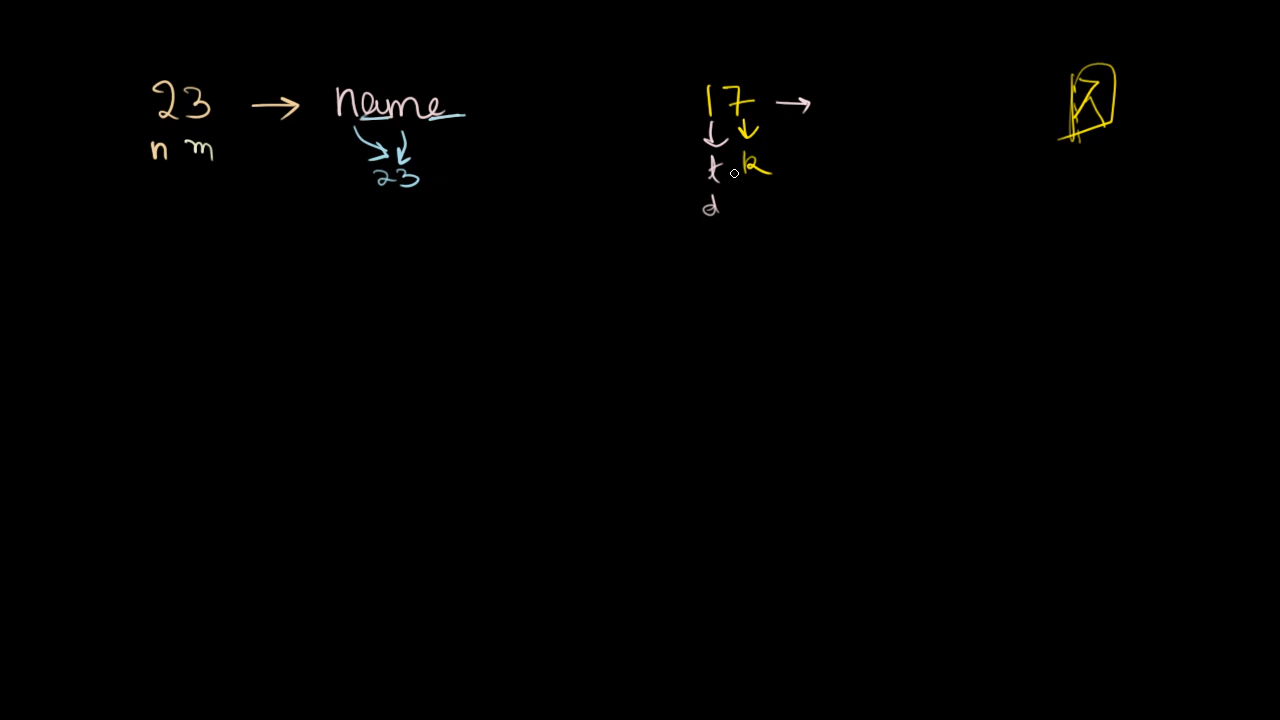 23 → name 17 →
n m 23 t k
d